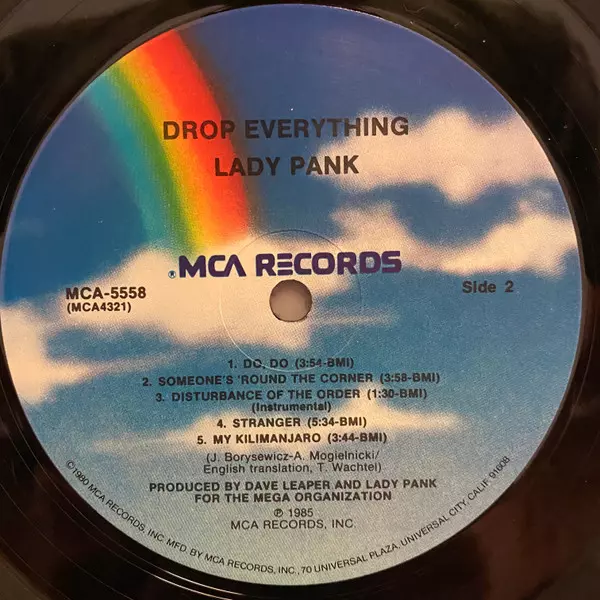 DROP EVERYTHING
LADY PANK
® MCA RECORDS
MCA-5558
(MCA4321)
Side 2
1. DO, DO (3:54-BMI)
2. SOMEONE'S 'ROUND THE CORNER (3:58-BMI)
3. DISTURBANCE OF THE ORDER (1:30-BMI)
(Instrumental)
4. STRANGER (5:34-BMI)
5. MY KILIMANJARO (3:44-BMI)
(J. Borysewicz-A. Mogielnicki/
English translation, T. Wachtel)
PRODUCED BY DAVE LEAPER AND LADY PANK
FOR THE MEGA ORGANIZATION
℗ 1985
MCA RECORDS, INC.
©1980 MCA RECORDS, INC. MFD. BY MCA RECORDS, INC., 70 UNIVERSAL PLAZA, UNIVERSAL CITY, CALIF. 91608